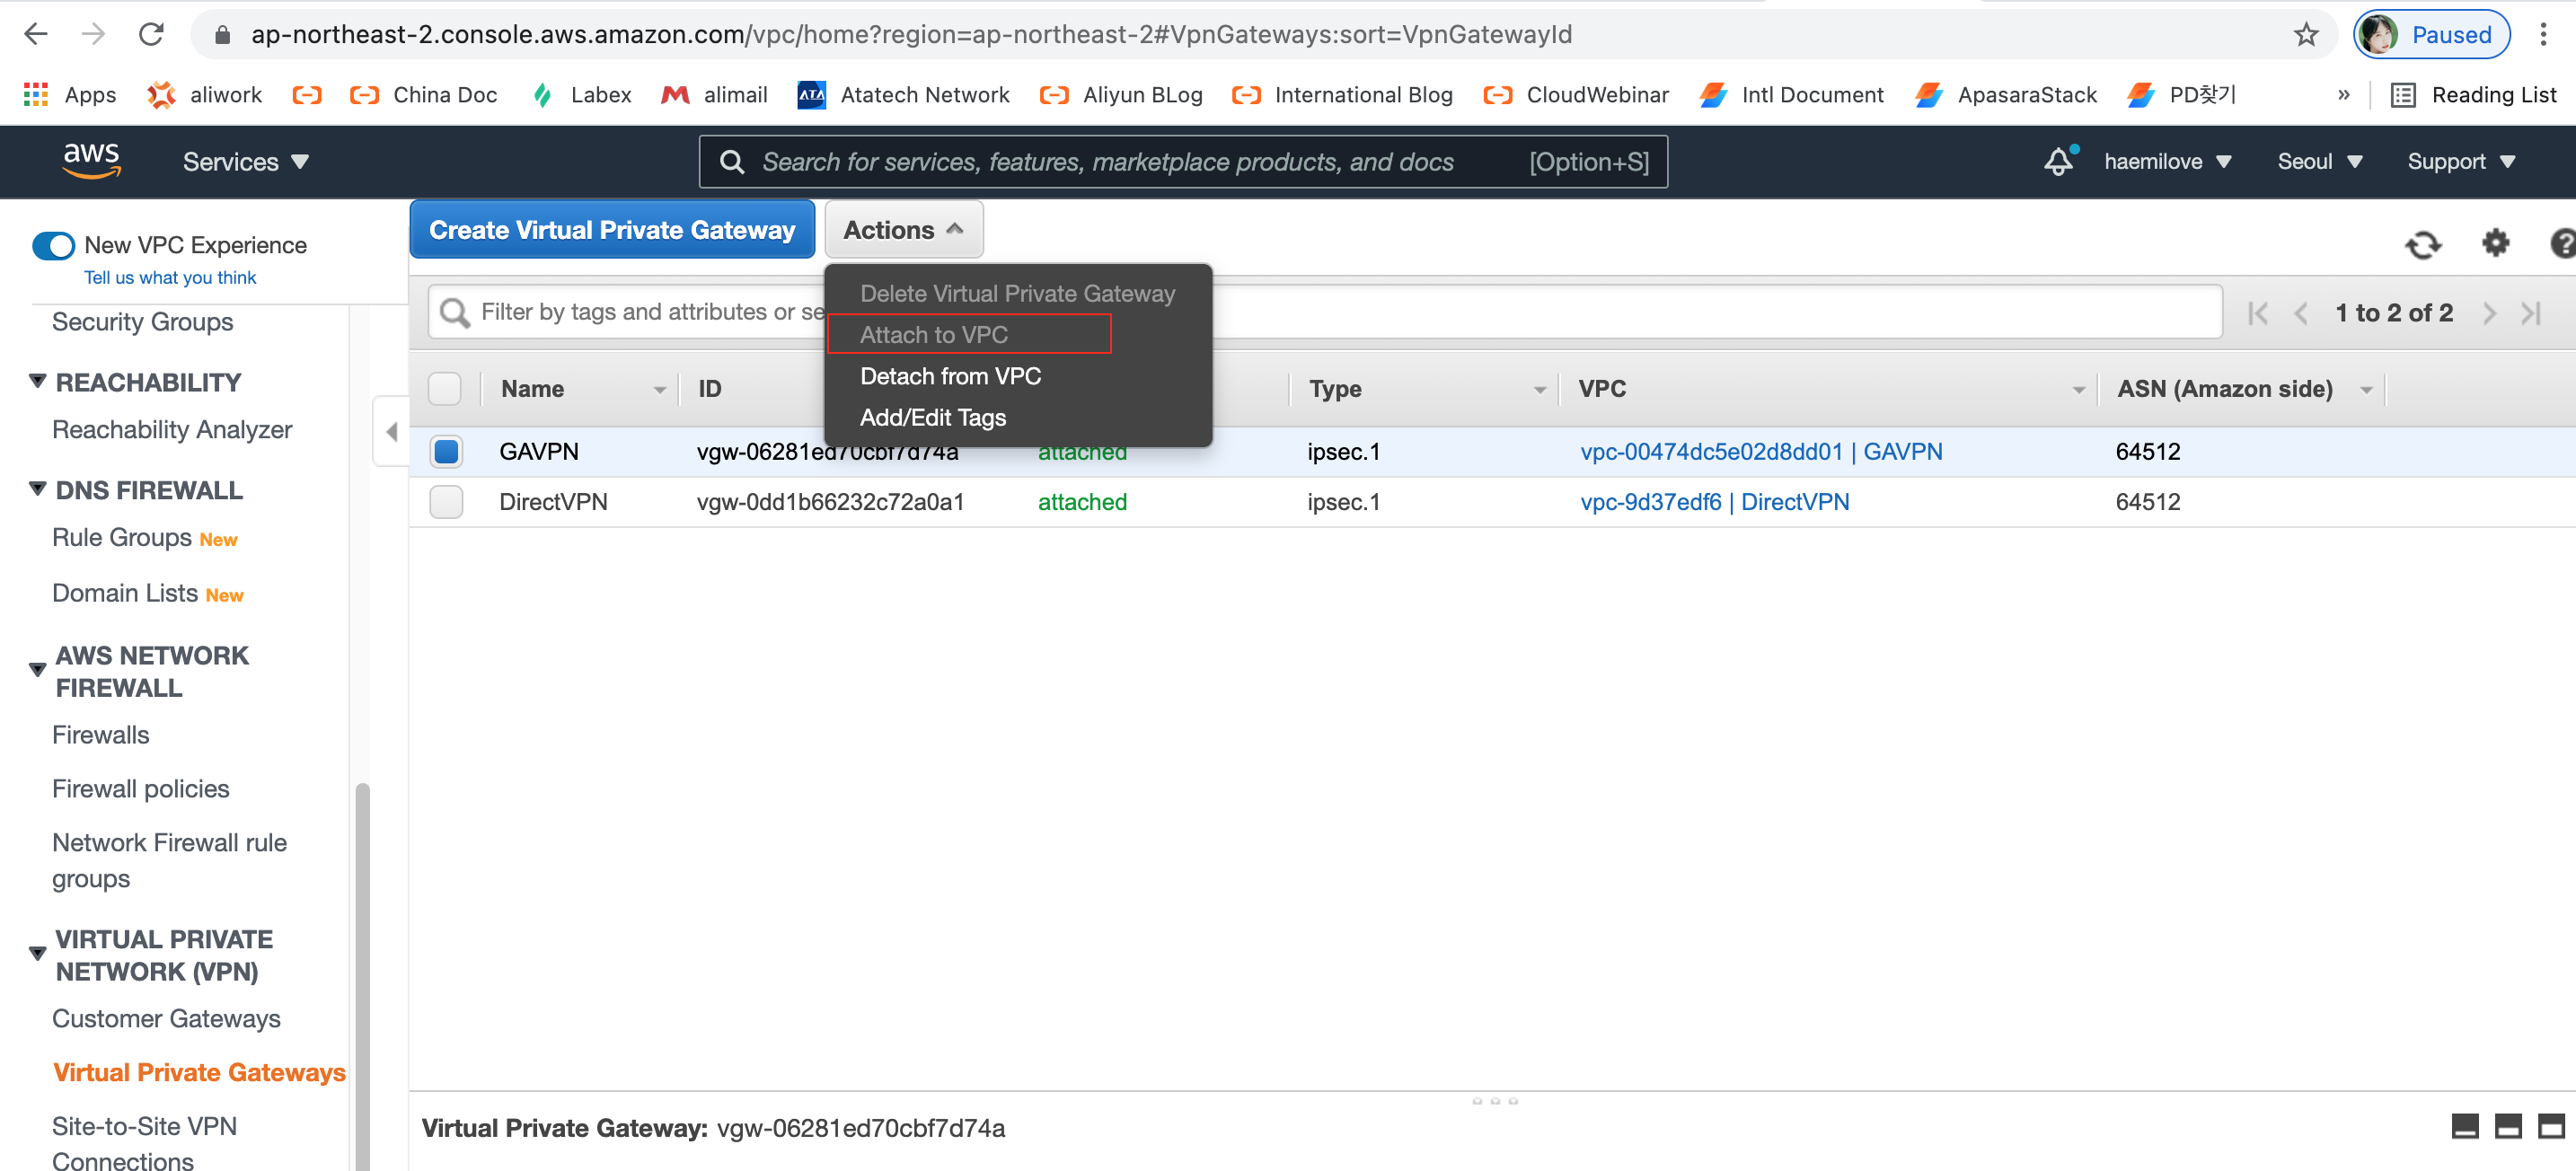 ap-northeast-2.console.aws.amazon.com/vpc/home?region=ap-northeast-2#VpnGateways:sort=VpnGatewayId
Paused
Apps aliwork China Doc Labex alimail ATA Atatech Network Aliyun BLog International Blog CloudWebinar Intl Document ApasaraStack PD찾기 » Reading List
aws Services Search for services, features, marketplace products, and docs [Option+S] haemilove Seoul Support
New VPC Experience
Tell us what you think
Create Virtual Private Gateway Actions
Delete Virtual Private Gateway
Attach to VPC
Detach from VPC
Add/Edit Tags
Filter by tags and attributes or se
1 to 2 of 2
Name ID Type VPC ASN (Amazon side)
GAVPN vgw-06281ed70cbf7d74a attached ipsec.1 vpc-00474dc5e02d8dd01 | GAVPN 64512
DirectVPN vgw-0dd1b66232c72a0a1 attached ipsec.1 vpc-9d37edf6 | DirectVPN 64512
Security Groups
REACHABILITY
Reachability Analyzer
DNS FIREWALL
Rule Groups New
Domain Lists New
AWS NETWORK
FIREWALL
Firewalls
Firewall policies
Network Firewall rule
groups
VIRTUAL PRIVATE
NETWORK (VPN)
Customer Gateways
Virtual Private Gateways
Site-to-Site VPN
Connections
Virtual Private Gateway: vgw-06281ed70cbf7d74a